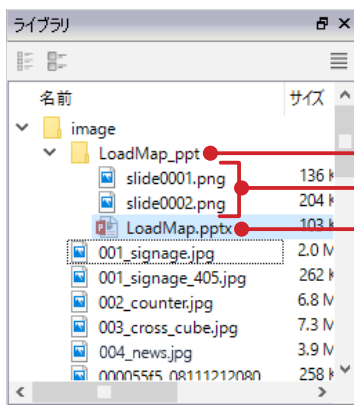 ライブラリ
名前 サイズ
image
LoadMap_ppt
slide0001.png 136 K
slide0002.png 204 K
LoadMap.pptx 103 K
001_signage.jpg 2.0 M
001_signage_405.jpg 262 K
002_counter.jpg 6.8 M
003_cross_cube.jpg 7.3 M
004_news.jpg 3.9 M
000055f5_08111212080 258 k